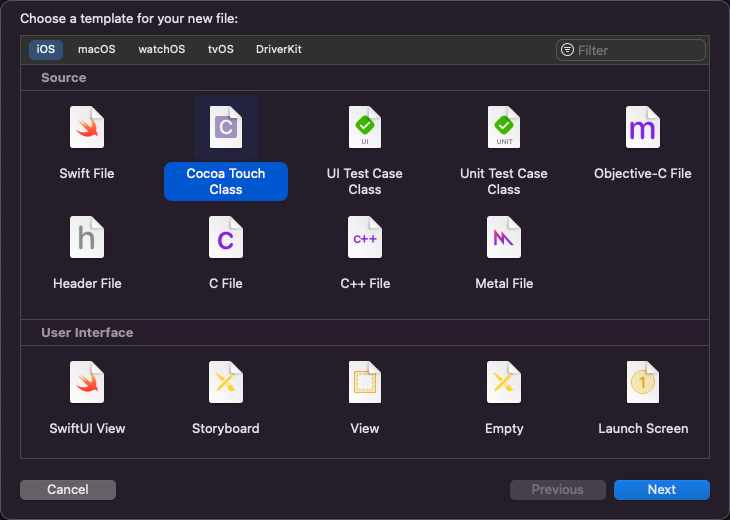 Choose a template for your new file:
iOS macOS watchOS tvOS DriverKit Filter
Source
C UI UNIT m
Swift File Cocoa Touch Class UI Test Case Class Unit Test Case Class Objective-C File
h C C++
Header File C File C++ File Metal File
User Interface
1
SwiftUI View Storyboard View Empty Launch Screen
Cancel Previous Next